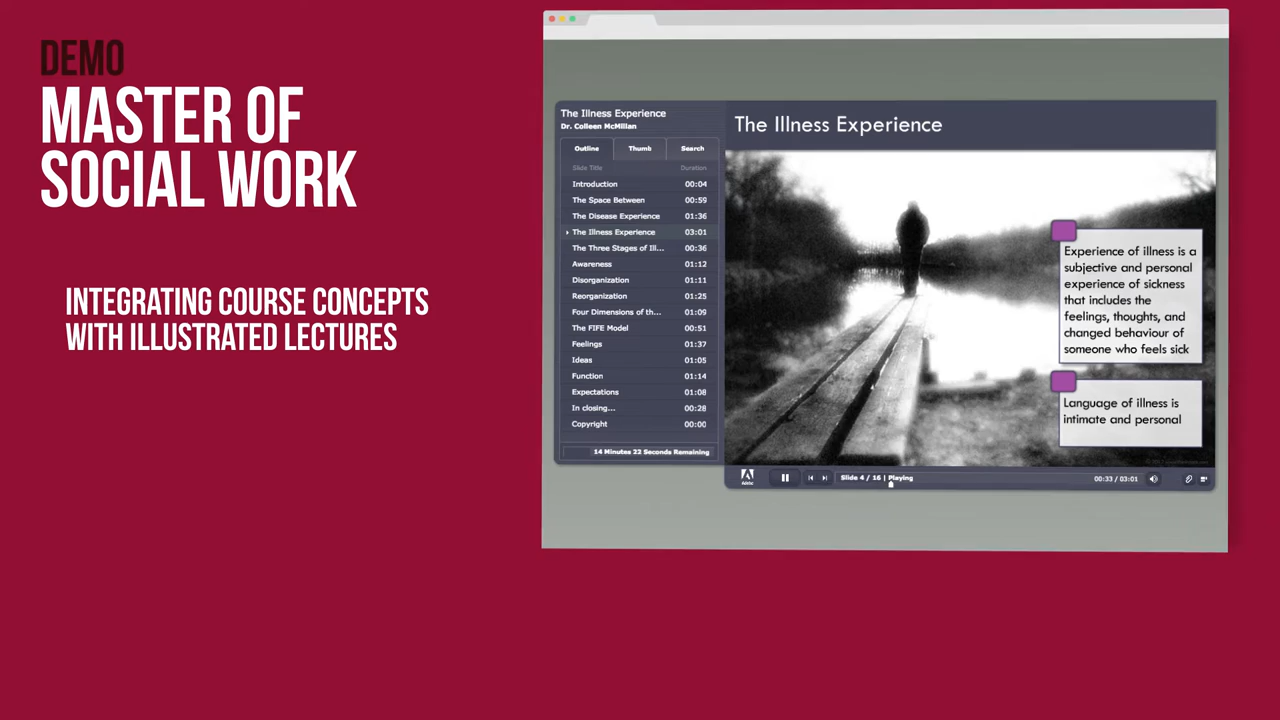 DEMO
MASTER OF
SOCIAL WORK
INTEGRATING COURSE CONCEPTS
WITH ILLUSTRATED LECTURES
The Illness Experience
Dr. Colleen McMillan
Outline Thumb Search
Slide Title Duration
Introduction 00:04
The Space Between 00:59
The Disease Experience 01:36
The Illness Experience 03:01
The Three Stages of Ill... 00:36
Awareness 01:12
Disorganization 01:11
Reorganization 01:25
Four Dimensions of th... 01:09
The FIFE Model 00:51
Feelings 01:37
Ideas 01:05
Function 01:14
Expectations 01:08
In closing... 00:28
Copyright 00:00
14 Minutes 22 Seconds Remaining
The Illness Experience
Experience of illness is a
subjective and personal
experience of sickness
that includes the
feelings, thoughts, and
changed behaviour of
someone who feels sick
Language of illness is
intimate and personal
Adobe
Slide 4 / 16 | Playing
00:33 / 03:01